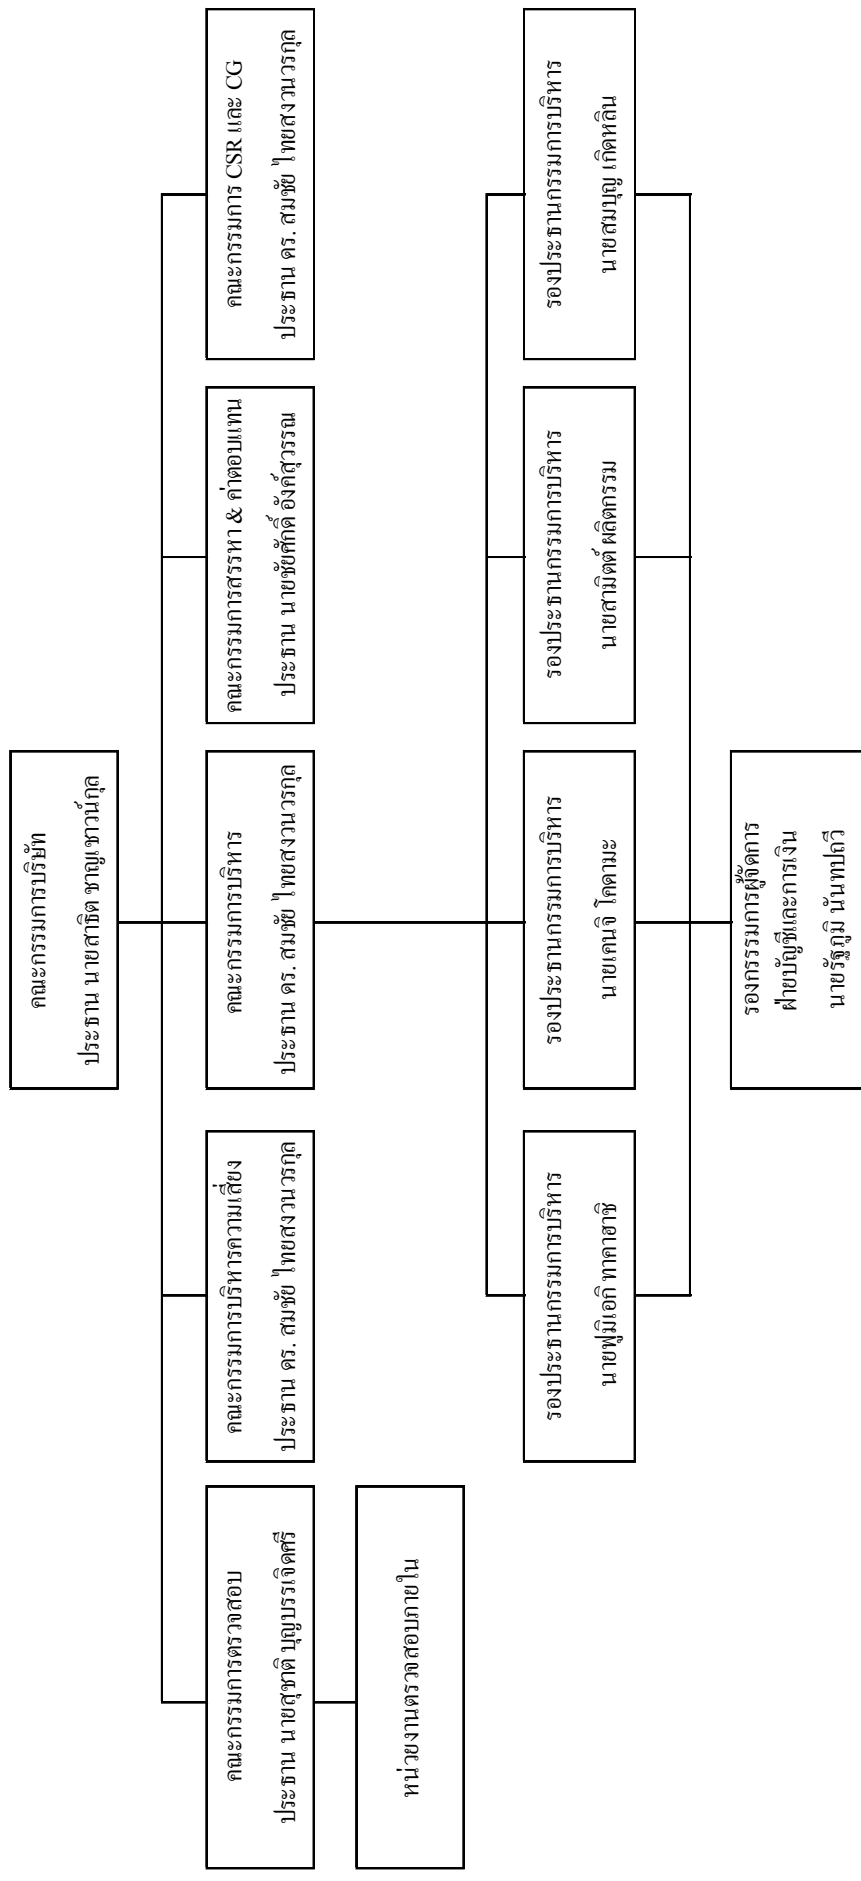 คณะกรรมการบริษัท
ประธาน นายสาธิต ชาญเชาวน์กุล
คณะกรรมการตรวจสอบ
ประธาน นายสุชาติ บุญบรรเจิดศรี
หน่วยงานตรวจสอบภายใน
คณะกรรมการบริหารความเสี่ยง
ประธาน ดร. สมชัย ไทยสงวนวรกุล
คณะกรรมการบริหาร
ประธาน ดร. สมชัย ไทยสงวนวรกุล
คณะกรรมการสรรหา & ค่าตอบแทน
ประธาน นายชัยศักดิ์ อังค์สุวรรณ
คณะกรรมการ CSR และ CG
ประธาน ดร. สมชัย ไทยสงวนวรกุล
รองประธานกรรมการบริหาร
นายฟูมิเอกิ ทากาฮาชิ
รองประธานกรรมการบริหาร
นายเคนจิ โคดามะ
รองประธานกรรมการบริหาร
นายสามิตต์ ผลิตกรรม
รองประธานกรรมการบริหาร
นายสมบุญ เกิดหลิน
รองกรรรมการผู้จัดการ
ฝ่ายบัญชีและการเงิน
นายรัฐภูมิ นันทปถวี